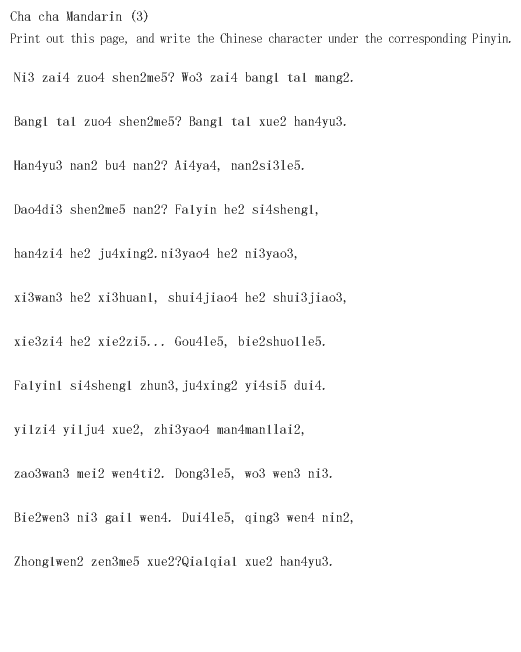 Cha cha Mandarin (3)
Print out this page, and write the Chinese character under the corresponding Pinyin.
Ni3 zai4 zuo4 shen2me5? Wo3 zai4 bang1 ta1 mang2.
Bang1 ta1 zuo4 shen2me5? Bang1 ta1 xue2 han4yu3.
Han4yu3 nan2 bu4 nan2? Ai4ya4, nan2si3le5.
Dao4di3 shen2me5 nan2? Fa1yin he2 si4sheng1,
han4zi4 he2 ju4xing2.ni3yao4 he2 ni3yao3,
xi3wan3 he2 xi3huan1, shui4jiao4 he2 shui3jiao3,
xie3zi4 he2 xie2zi5... Gou4le5, bie2shuo1le5.
Fa1yin1 si4sheng1 zhun3,ju4xing2 yi4si5 dui4.
yi1zi4 yi1ju4 xue2, zhi3yao4 man4man1lai2,
zao3wan3 mei2 wen4ti2. Dong3le5, wo3 wen3 ni3.
Bie2wen3 ni3 gai1 wen4. Dui4le5, qing3 wen4 nin2,
Zhong1wen2 zen3me5 xue2?Qia1qia1 xue2 han4yu3.